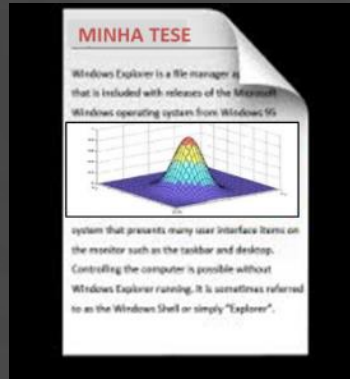 MINHA TESE
Windows Explorer is a file manager
that is included with releases of the Microsoft
Windows operating system from Windows 95
system that presents many user interface items on
the monitor such as the taskbar and desktop.
Controlling the computer is possible without
Windows Explorer running. It is sometimes referred
to as the Windows Shell or simply "Explorer".